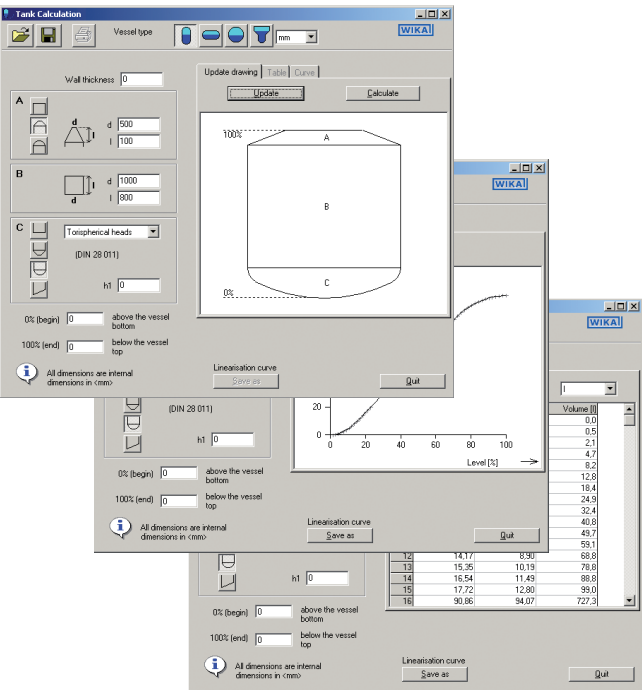 Tank Calculation
Vessel type
mm
WIKAI
Wall thickness 0
Update drawing Table Curve
Update Calculate
A
d
l
d 500
l 100
B
l
d
d 1000
l 800
C
Torispherical heads
(DIN 28 011)
h1 0
100%
A
B
C
0%
0% (begin) 0 above the vessel
bottom
100% (end) 0 below the vessel
top
All dimensions are internal
dimensions in <mm>
Linearisation curve
Save as
Quit
WIKAI
(DIN 28 011)
h1 0
20
0
0 20 40 60 80 100
Level [%]
0% (begin) 0 above the vessel
bottom
100% (end) 0 below the vessel
top
All dimensions are internal
dimensions in <mm>
Linearisation curve
Save as
Quit
WIKAI
l
Volume [l]
0,0
0,5
2,1
4,7
8,2
12,8
18,4
24,9
32,4
40,8
49,7
59,1
12 14,17 8,90 68,8
13 15,35 10,19 78,8
14 16,54 11,49 88,8
15 17,72 12,80 99,0
16 90,86 94,07 727,3
h1 0
0% (begin) 0 above the vessel
bottom
100% (end) 0 below the vessel
top
All dimensions are internal
dimensions in <mm>
Linearisation curve
Save as
Quit